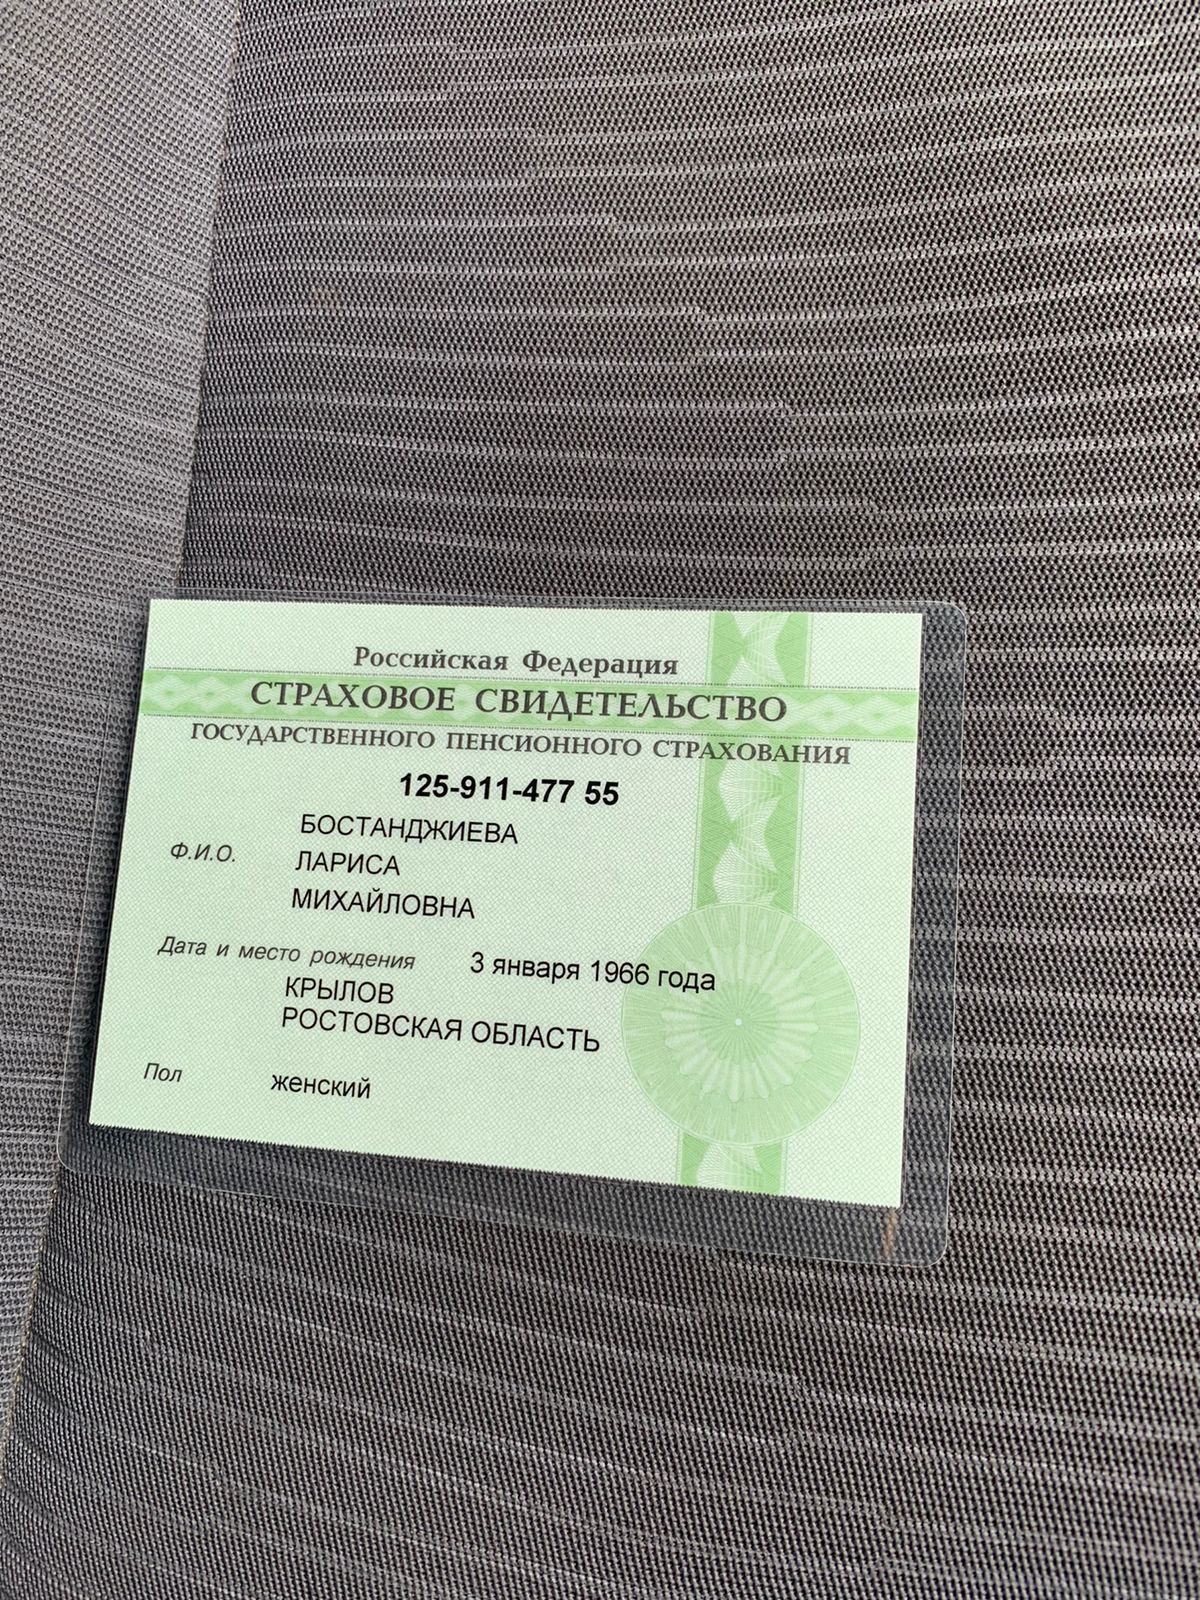 Российская Федерация
СТРАХОВОЕ СВИДЕТЕЛЬСТВО
ГОСУДАРСТВЕННОГО ПЕНСИОННОГО СТРАХОВАНИЯ
125-911-477 55
Ф.И.О. БОСТАНДЖИЕВА
ЛАРИСА
МИХАЙЛОВНА
Дата и место рождения 3 января 1966 года
КРЫЛОВ
РОСТОВСКАЯ ОБЛАСТЬ
Пол женский